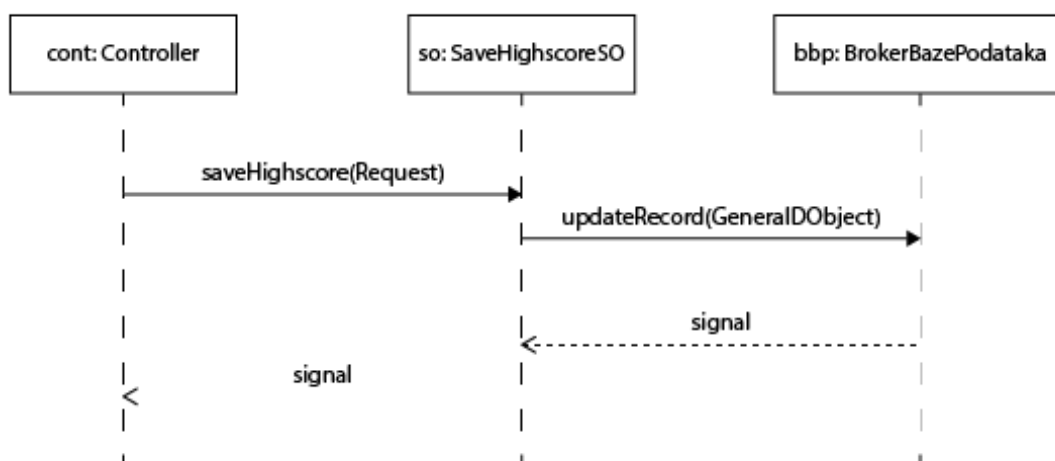 cont: Controller
so: SaveHighscoreSO
bbp: BrokerBazePodataka
saveHighscore(Request)
updateRecord(GeneralDObject)
signal
signal